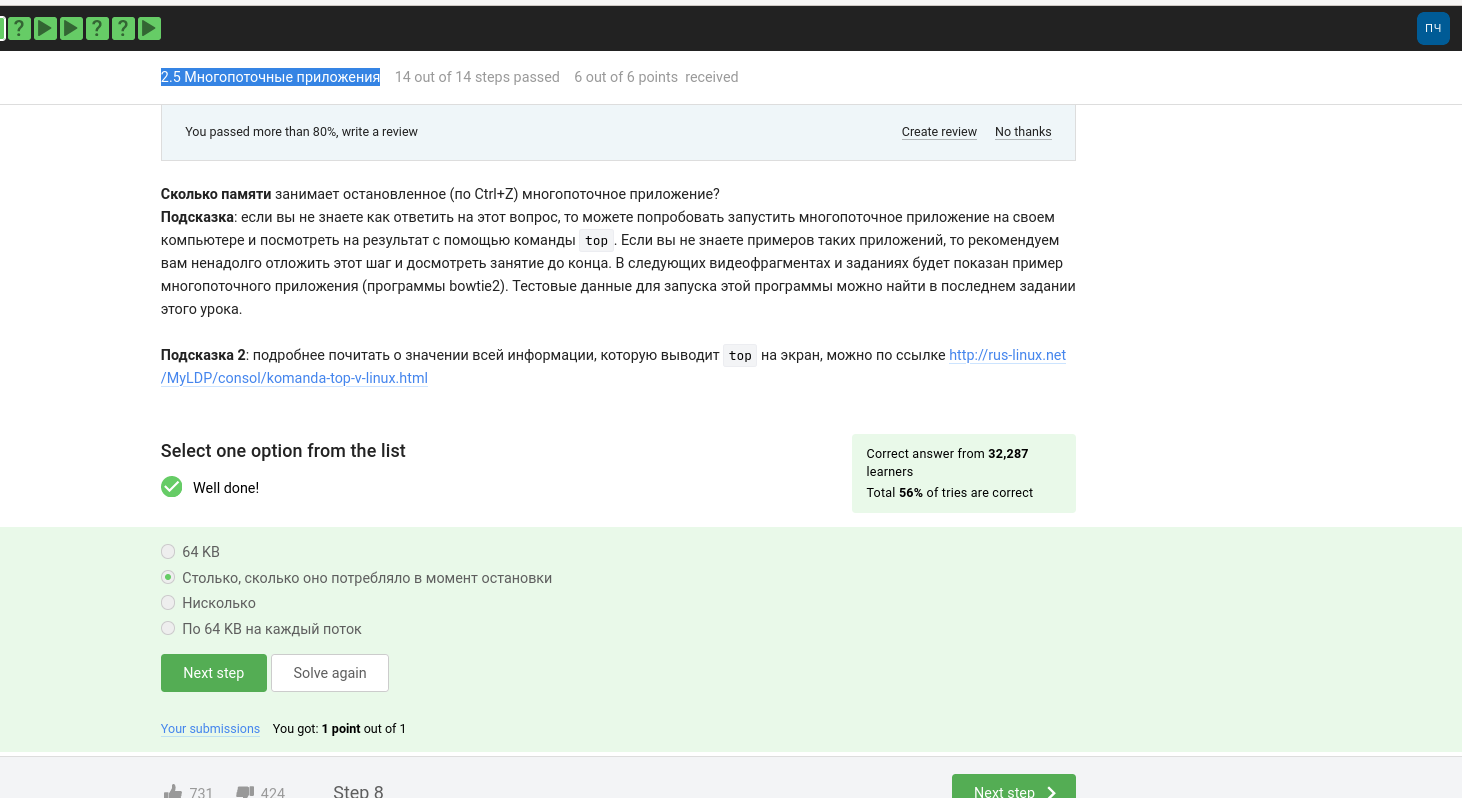 ? ? ?
ПЧ
2.5 Многопоточные приложения 14 out of 14 steps passed 6 out of 6 points received
You passed more than 80%, write a review Create review No thanks
Сколько памяти занимает остановленное (по Ctrl+Z) многопоточное приложение?
Подсказка: если вы не знаете как ответить на этот вопрос, то можете попробовать запустить многопоточное приложение на своем
компьютере и посмотреть на результат с помощью команды top. Если вы не знаете примеров таких приложений, то рекомендуем
вам ненадолго отложить этот шаг и досмотреть занятие до конца. В следующих видеофрагментах и заданиях будет показан пример
многопоточного приложения (программы bowtie2). Тестовые данные для запуска этой программы можно найти в последнем задании
этого урока.
Подсказка 2: подробнее почитать о значении всей информации, которую выводит top на экран, можно по ссылке http://rus-linux.net
/MyLDP/consol/komanda-top-v-linux.html
Select one option from the list
Well done!
Correct answer from 32,287
learners
Total 56% of tries are correct
64 KB
Столько, сколько оно потребляло в момент остановки
Нисколько
По 64 KB на каждый поток
Next step Solve again
Your submissions You got: 1 point out of 1
731 424 Step 8 Next step